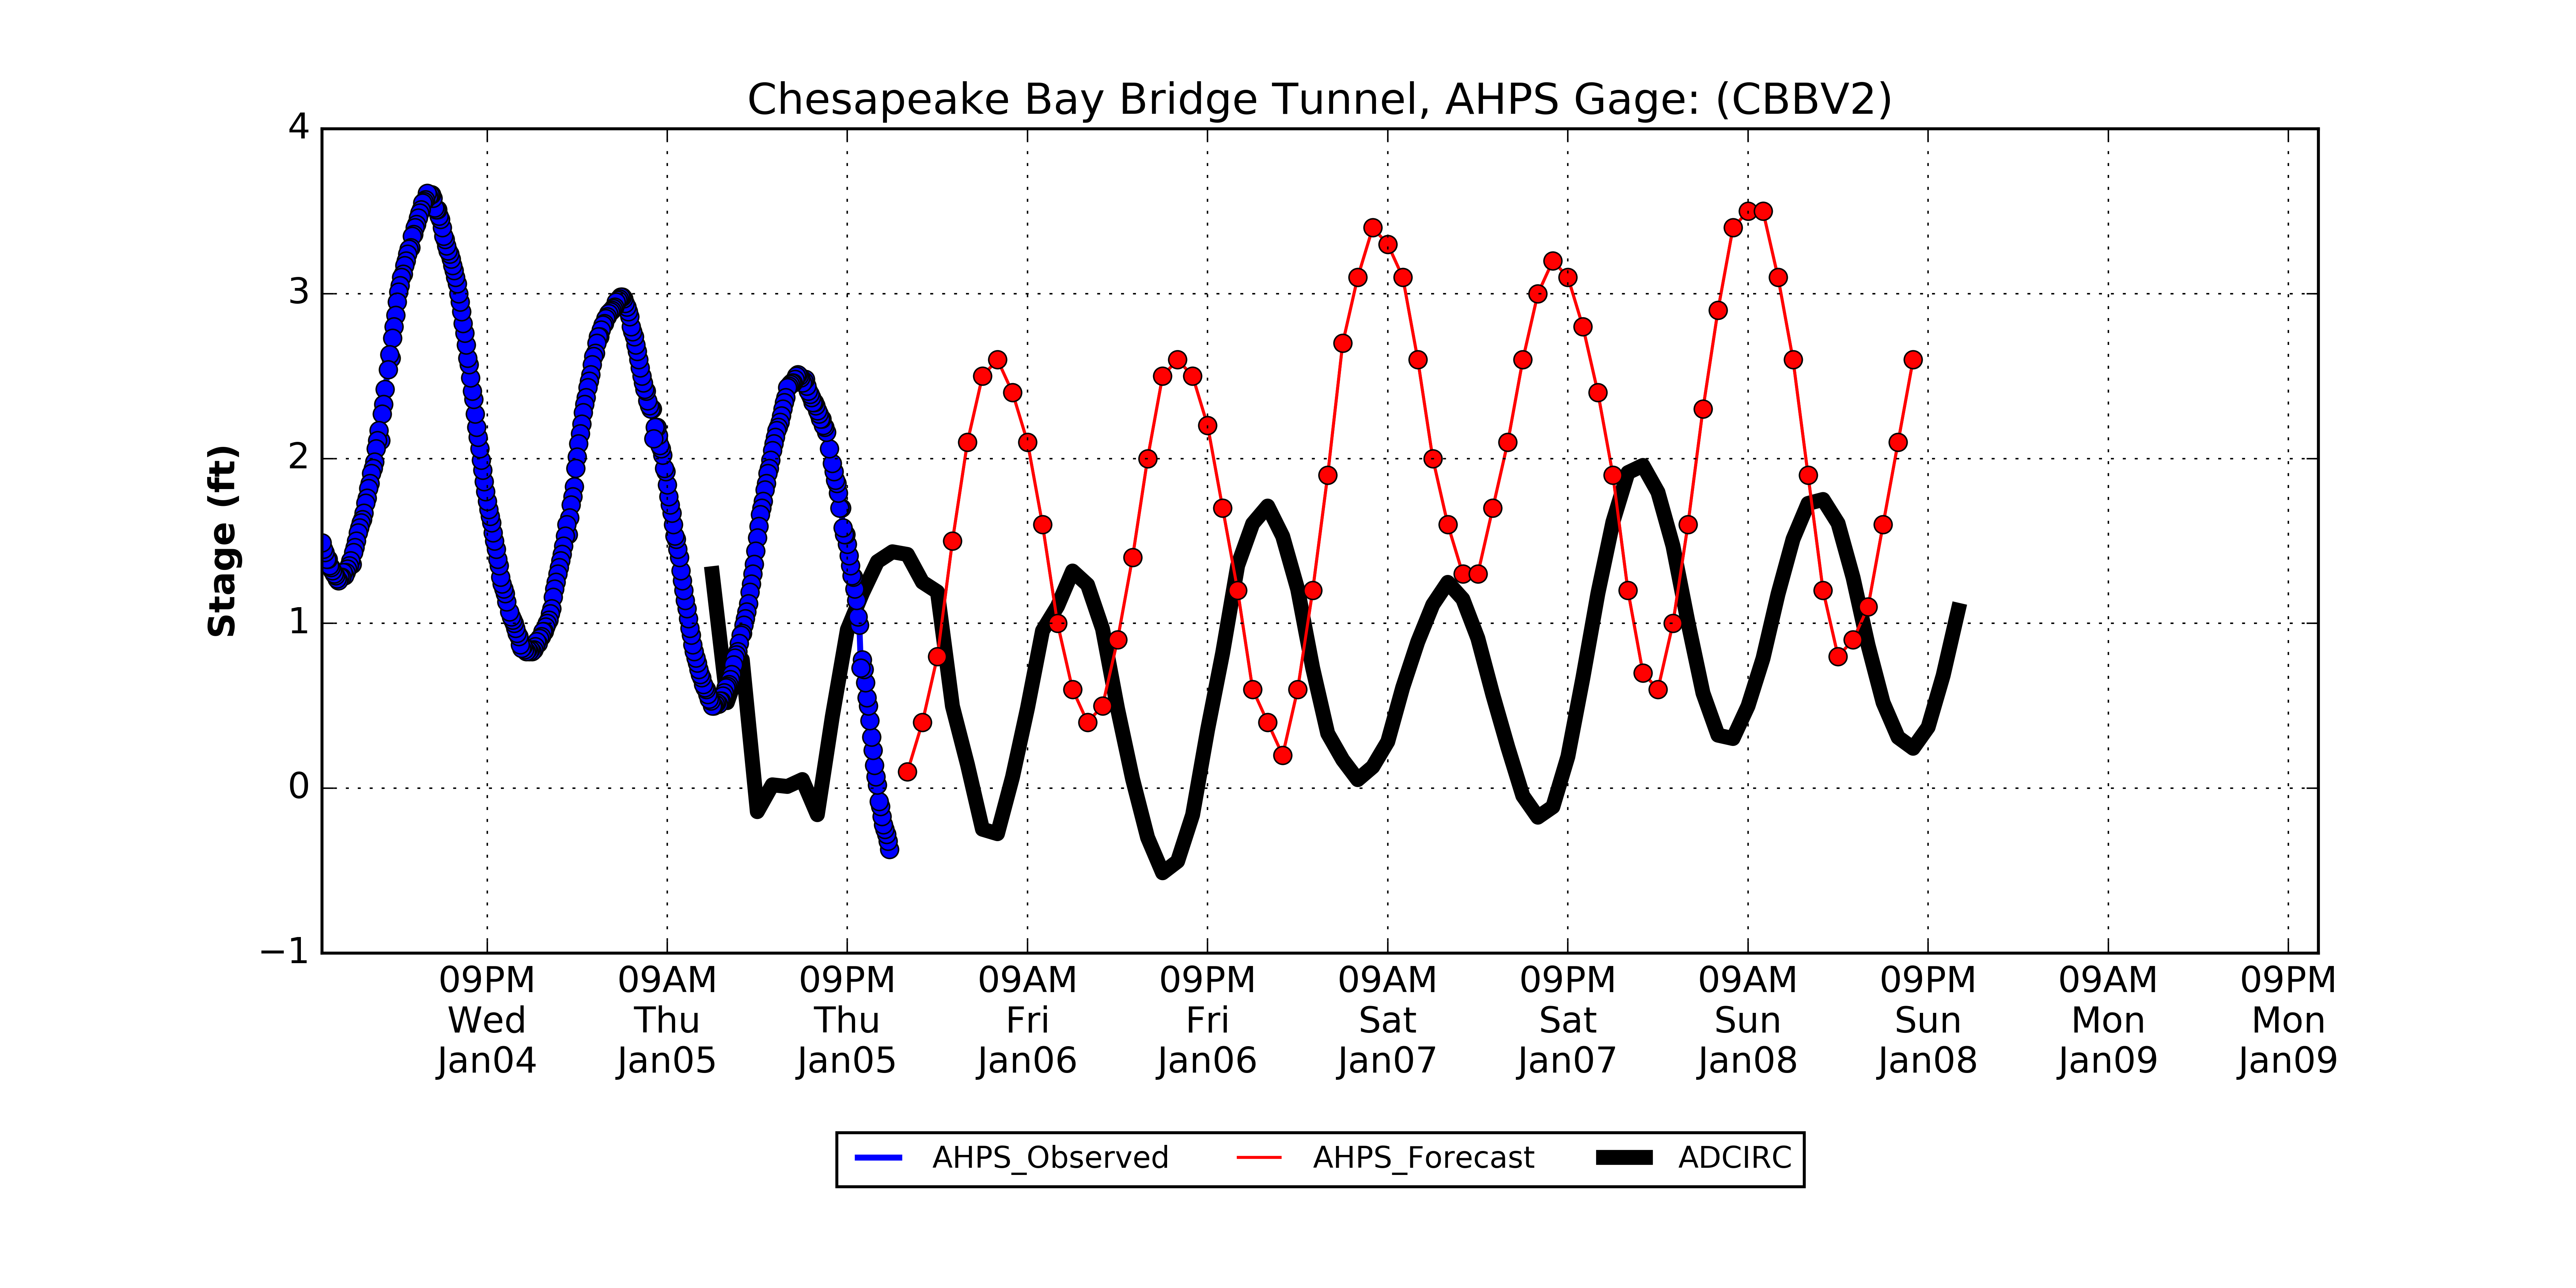 Chesapeake Bay Bridge Tunnel, AHPS Gage: (CBBV2)
4
3
2
1
0
−1
Stage (ft)
09PM 09AM 09PM 09AM 09PM 09AM 09PM 09AM 09PM 09AM 09PM
Wed Thu Thu Fri Fri Sat Sat Sun Sun Mon Mon
Jan04 Jan05 Jan05 Jan06 Jan06 Jan07 Jan07 Jan08 Jan08 Jan09 Jan09
AHPS_Observed AHPS_Forecast ADCIRC